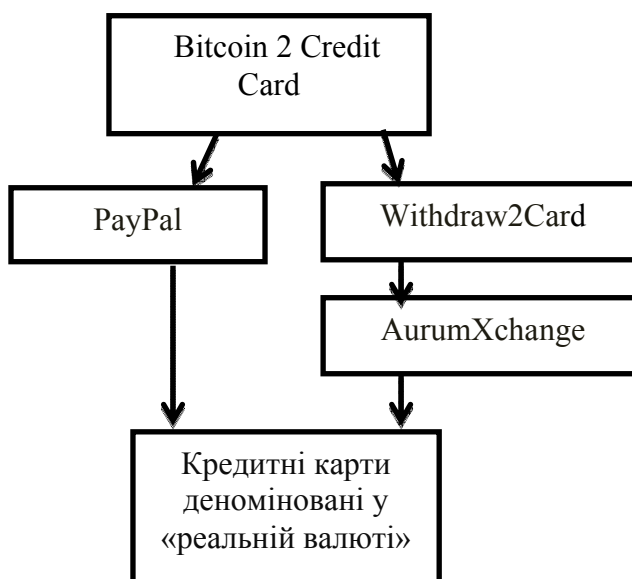 Bitcoin 2 Credit
Card
PayPal
Withdraw2Card
AurumXchange
Кредитні карти
деноміновані у
«реальній валюті»